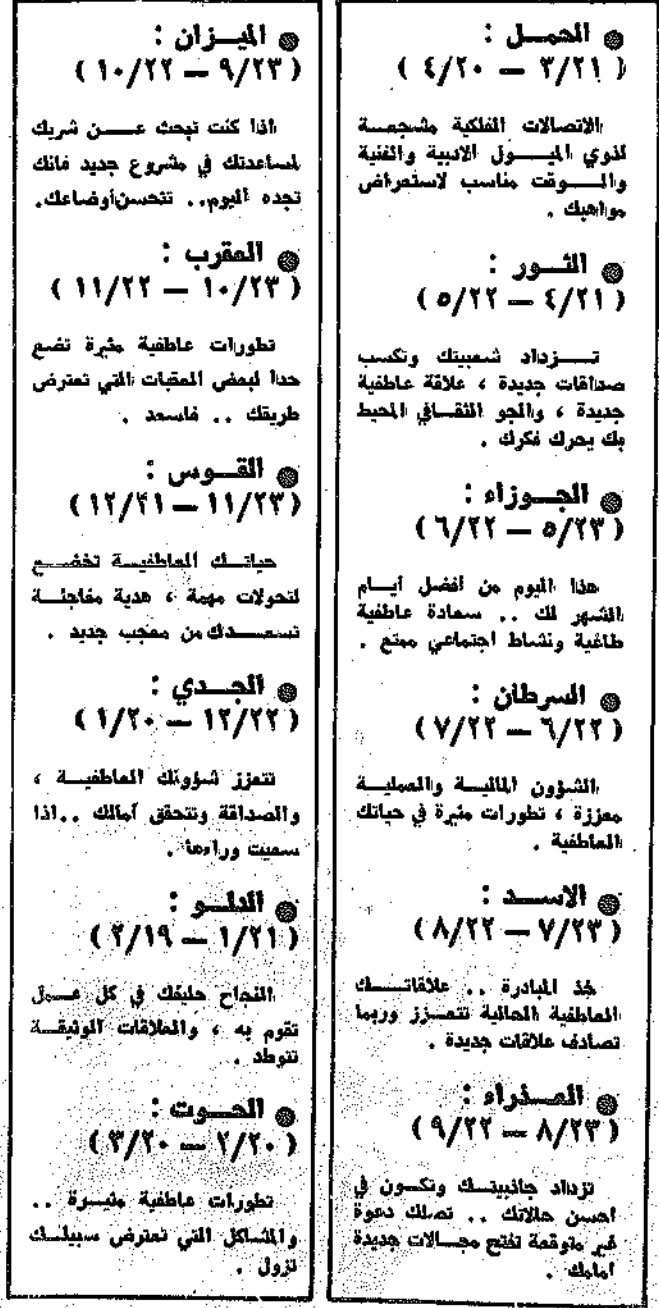 ● الحمل :
( ٣/٢١ — ٤/٢٠ )
الاتصالات الفلكية مشجعة
لذوي الميول الادبية والفنية
والوقت مناسب لاستعراض
مواهبك .
● الثور :
( ٤/٢١ — ٥/٢٢ )
تزداد شعبيتك وتكسب
صداقات جديدة ، علاقة عاطفية
جديدة ، والجو الثقافي المحيط
بك يحرك فكرك .
● الجوزاء :
( ٥/٢٣ — ٦/٢٢ )
هذا اليوم من افضل أيام
الشهر لك .. سعادة عاطفية
طاغية ونشاط اجتماعي ممتع .
● السرطان :
( ٦/٢٢ — ٧/٢٢ )
الشؤون المالية والعملية
معززة ، تطورات مثيرة في حياتك
العاطفية .
● الاسد :
( ٧/٢٣ — ٨/٢٢ )
خذ المبادرة .. علاقاتك
العاطفية الحالية تتعزز وربما
تصادف علاقات جديدة .
● العذراء :
( ٨/٢٣ — ٩/٢٢ )
تزداد جاذبيتك وتكون في
احسن حالاتك .. تصلك دعوة
غير متوقعة تفتح مجالات جديدة
امامك .
● الميزان :
( ٩/٢٣ — ١٠/٢٢ )
اذا كنت تبحث عن شريك
لمساعدتك في مشروع جديد فانك
تجده اليوم.. تتحسن أوضاعك.
● العقرب :
( ١٠/٢٣ — ١١/٢٢ )
تطورات عاطفية مثيرة تضع
حدا لبعض العقبات التي تعترض
طريقك .. فاسعد .
● القوس :
( ١١/٢٣ — ١٢/٢١ )
حياتك العاطفية تخضع
لتحولات مهمة ، هدية مفاجئة
تسعدك من معجب جديد .
● الجدي :
( ١٢/٢٢ — ١/٢٠ )
تتعزز شؤونك العاطفية ،
والصداقة وتتحقق آمالك ..اذا
سعيت وراءها .
● الدلو :
( ١/٢١ — ٢/١٩ )
النجاح حليفك في كل عمل
تقوم به ، والعلاقات الوثيقة
تتوطد .
● الحوت :
( ٢/٢٠ — ٣/٢٠ )
تطورات عاطفية مثيرة ..
والمشاكل التي تعترض سبيلك
تزول .